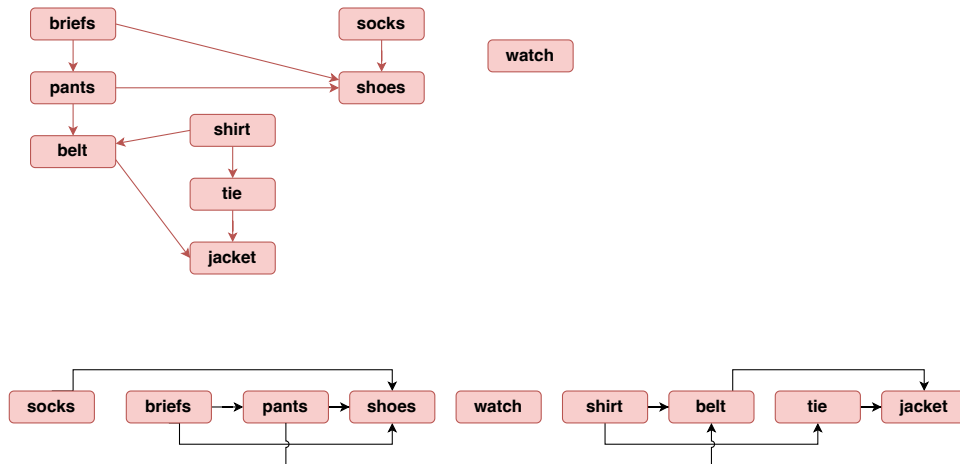 briefs
socks
watch
pants
shoes
shirt
belt
tie
jacket
socks
briefs
pants
shoes
watch
shirt
belt
tie
jacket